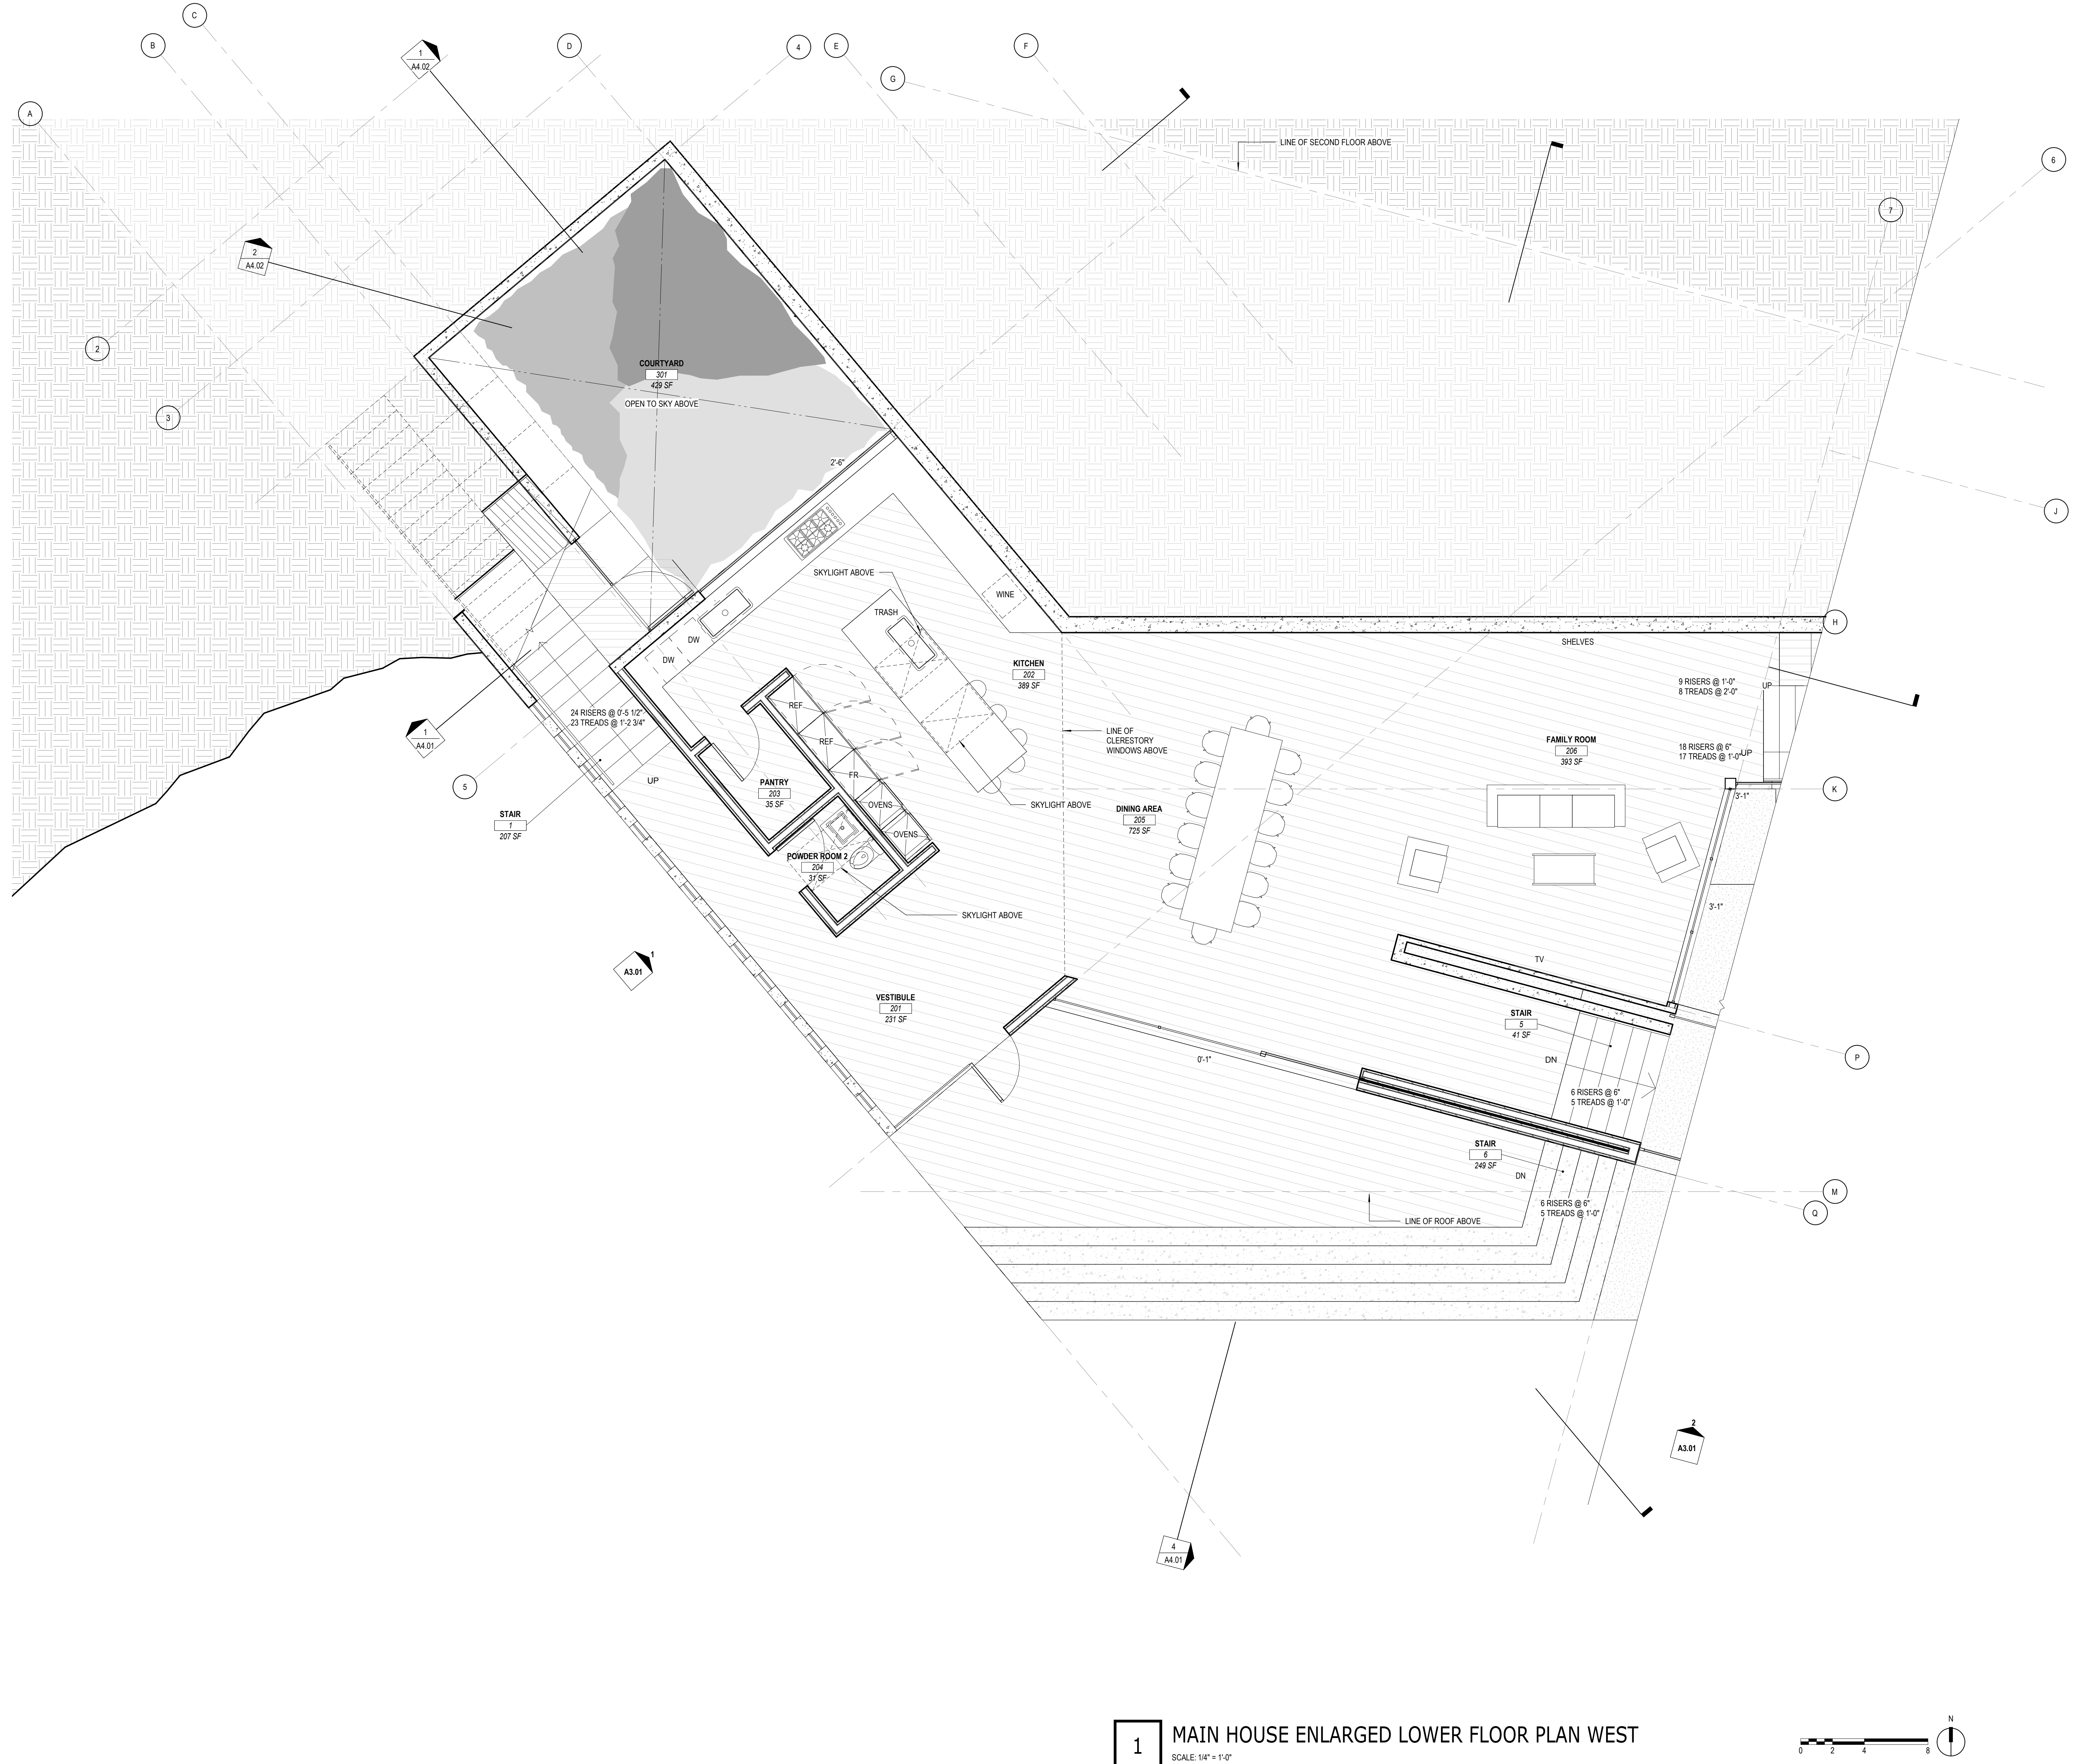 C
B
D
4
E
F
G
1
A4.02
A
LINE OF SECOND FLOOR ABOVE
6
7
2
A4.02
2
COURTYARD
301
429 SF
OPEN TO SKY ABOVE
3
2'-6"
J
SKYLIGHT ABOVE
WINE
TRASH
H
DW
DW
SHELVES
KITCHEN
202
389 SF
9 RISERS @ 1'-0"
8 TREADS @ 2'-0"
UP
REF
24 RISERS @ 0'-5 1/2"
23 TREADS @ 1'-2 3/4"
1
A4.01
REF
LINE OF
CLERESTORY
WINDOWS ABOVE
FAMILY ROOM
206
393 SF
18 RISERS @ 6"
17 TREADS @ 1'-0"
UP
5
UP
PANTRY
203
35 SF
FR
OVENS
OVENS
SKYLIGHT ABOVE
K
3'-1"
DINING AREA
205
725 SF
STAIR
1
207 SF
POWDER ROOM 2
204
31 SF
SKYLIGHT ABOVE
3'-1"
1
A3.01
TV
VESTIBULE
201
231 SF
STAIR
5
41 SF
0'-1"
DN
P
6 RISERS @ 6"
5 TREADS @ 1'-0"
STAIR
6
249 SF
DN
M
6 RISERS @ 6"
5 TREADS @ 1'-0"
Q
LINE OF ROOF ABOVE
2
A3.01
4
A4.01
1
MAIN HOUSE ENLARGED LOWER FLOOR PLAN WEST
SCALE: 1/4" = 1'-0"
0 2 4 8
N